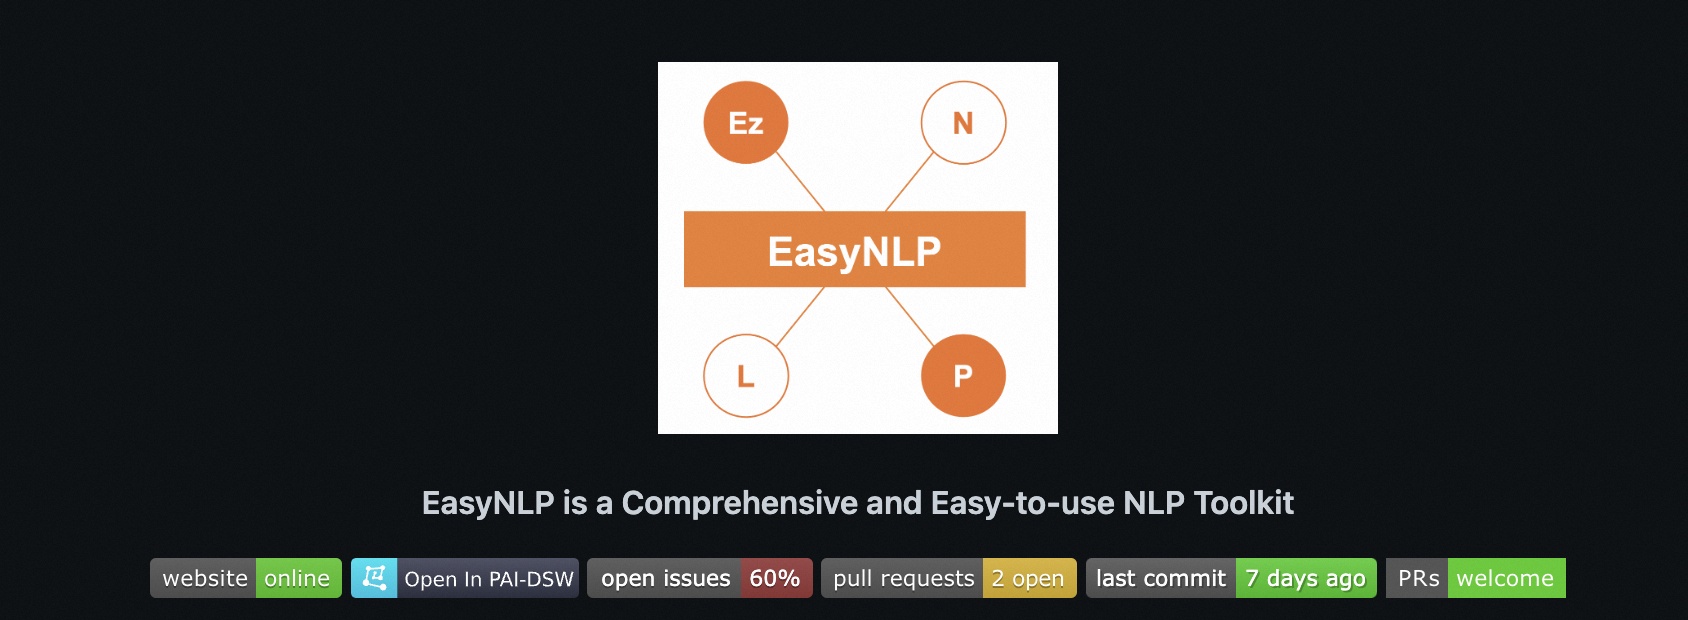 Ez N
EasyNLP
L P
EasyNLP is a Comprehensive and Easy-to-use NLP Toolkit
website online Open In PAI-DSW open issues 60% pull requests 2 open last commit 7 days ago PRs welcome